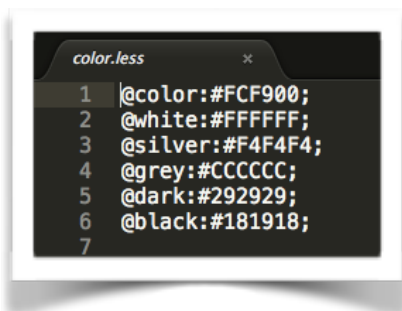 color.less ×
1 @color:#FCF900;
2 @white:#FFFFFF;
3 @silver:#F4F4F4;
4 @grey:#CCCCCC;
5 @dark:#292929;
6 @black:#181918;
7